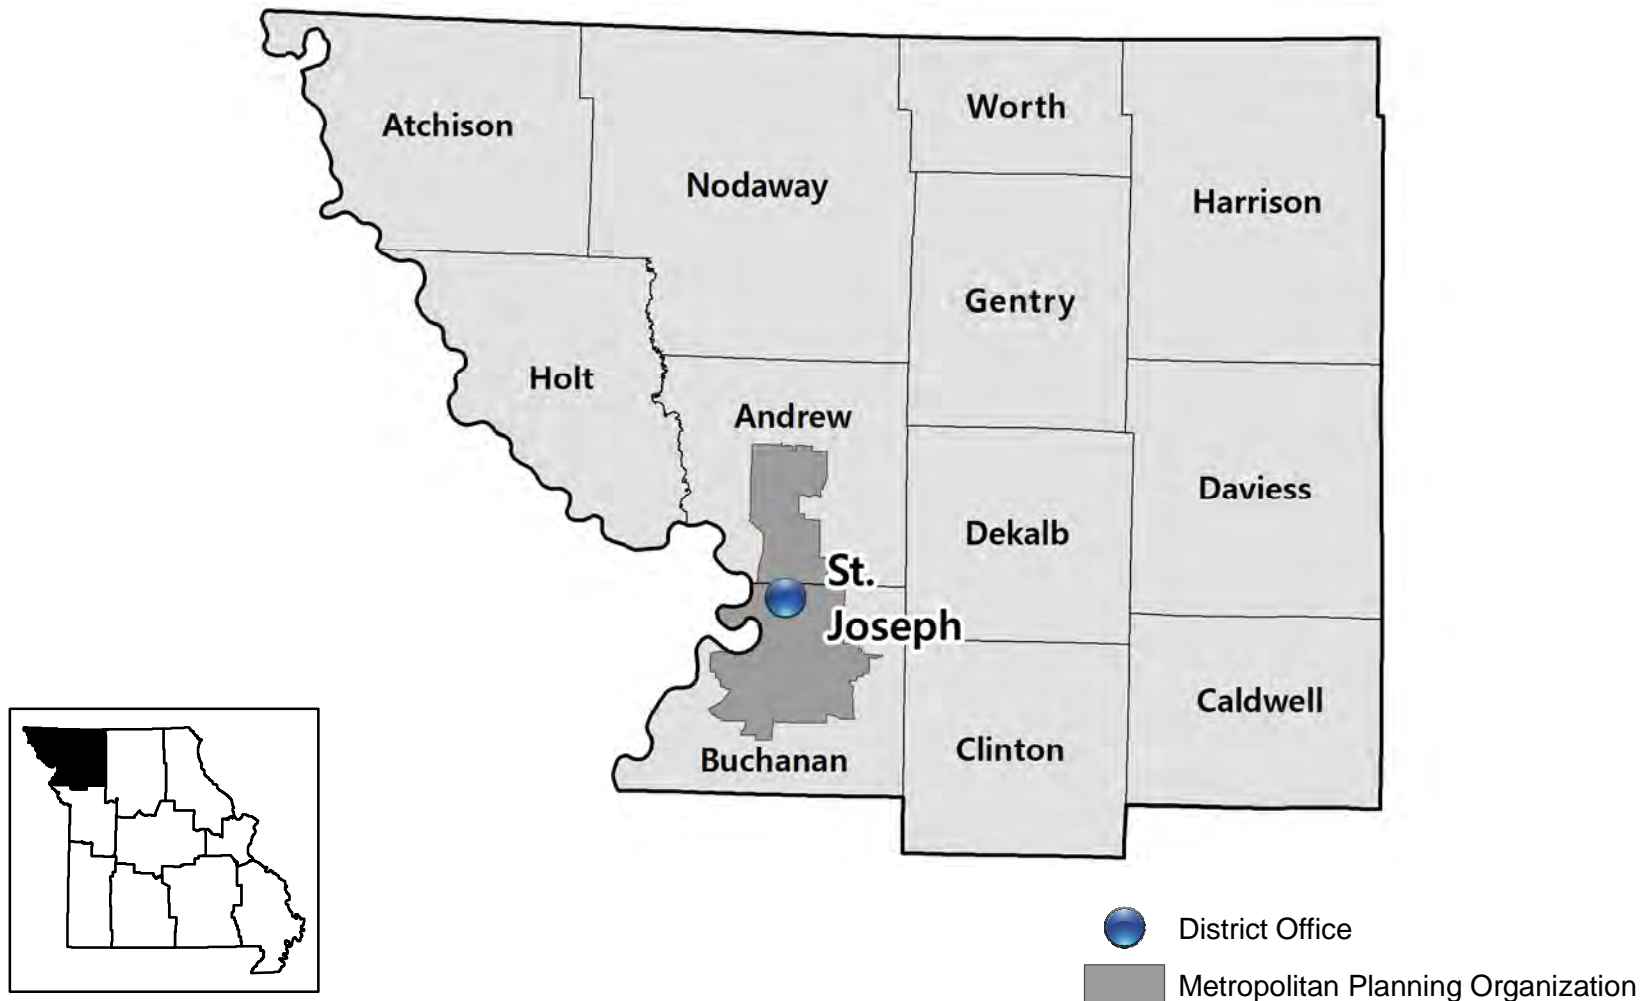 Worth
Atchison
Nodaway
Harrison
Gentry
Holt
Andrew
Daviess
Dekalb
St.
Joseph
Caldwell
Clinton
Buchanan
District Office
Metropolitan Planning Organization